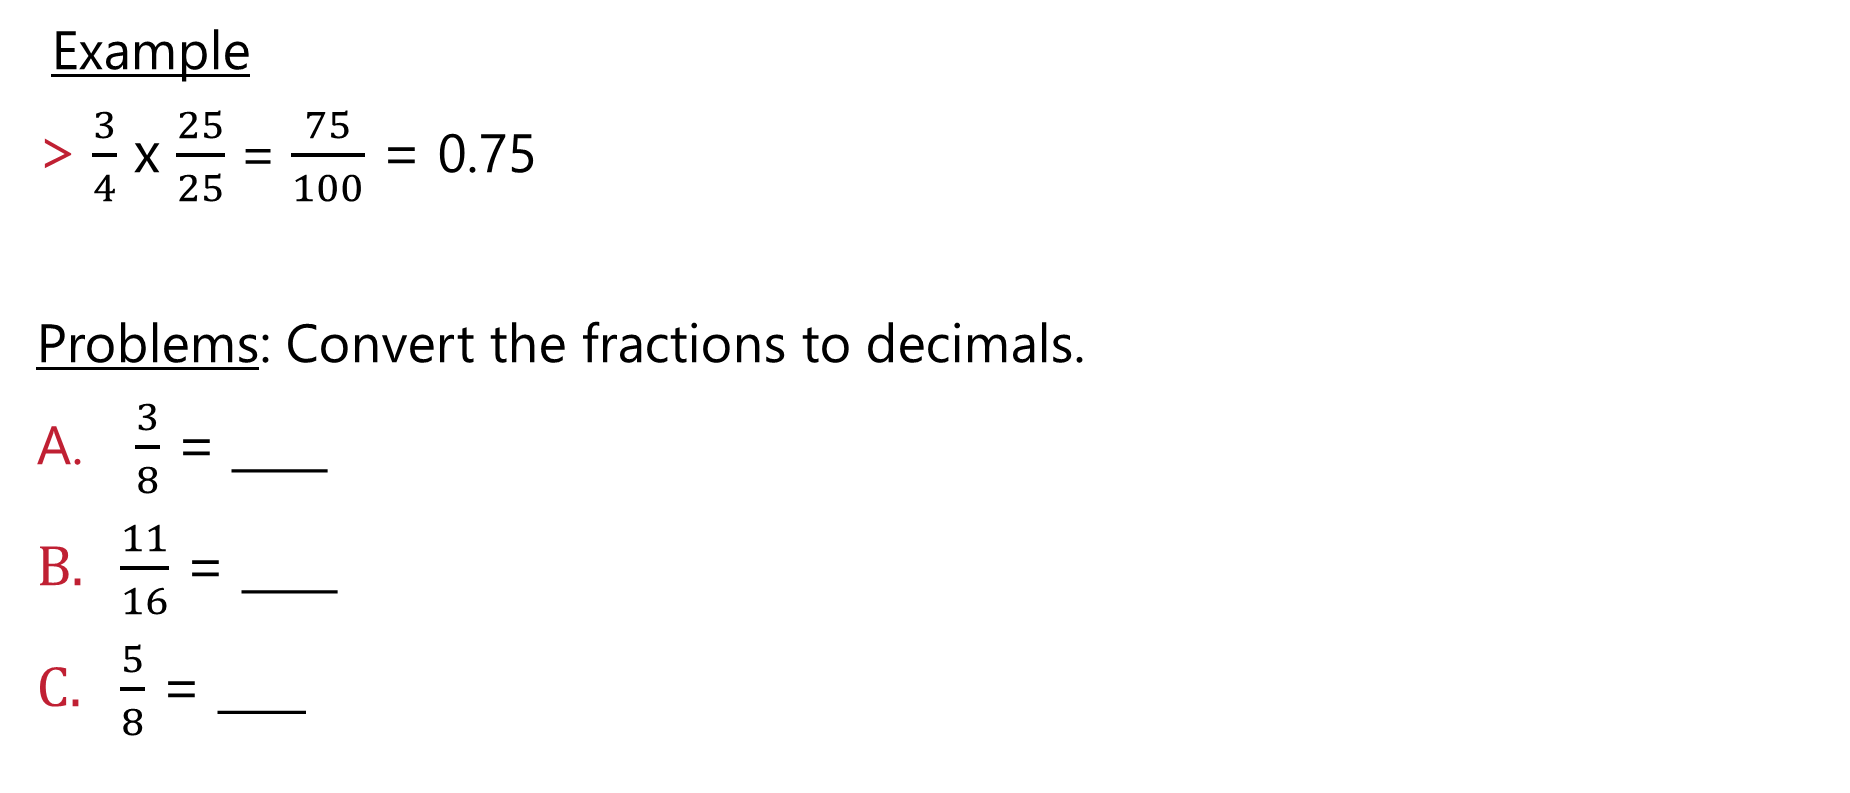 Example
> 3/4 x 25/25 = 75/100 = 0.75
Problems: Convert the fractions to decimals.
A. 3/8 = ____
B. 11/16 = ____
C. 5/8 = ____